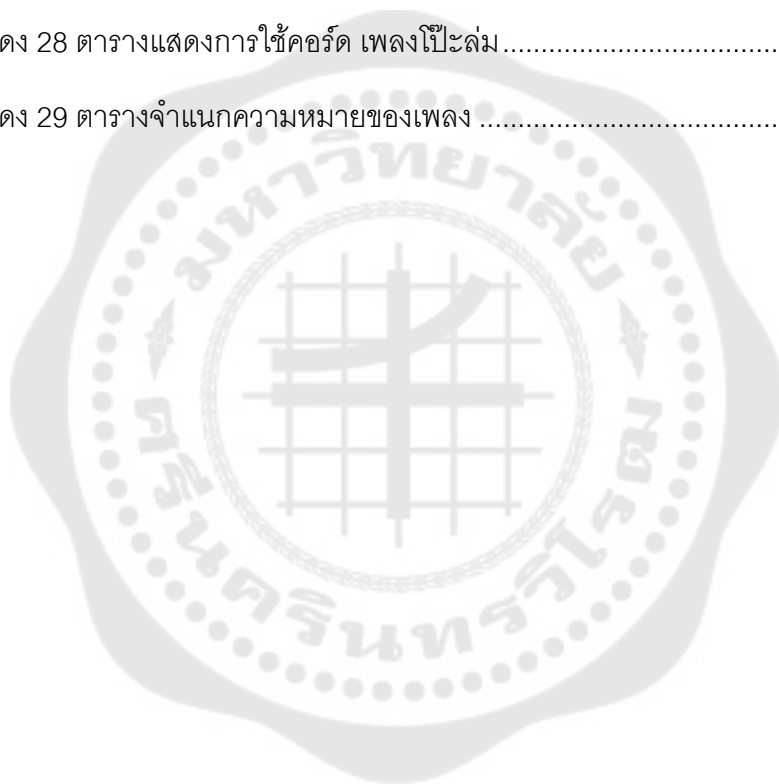 ดง 28 ตารางแสดงการใช้คอร์ด เพลงโป๊ะล่ม....................................
ดง 29 ตารางจำแนกความหมายของเพลง .......................................
มหาวิทยาลัย
ศรีนครินทรวิโรฒ